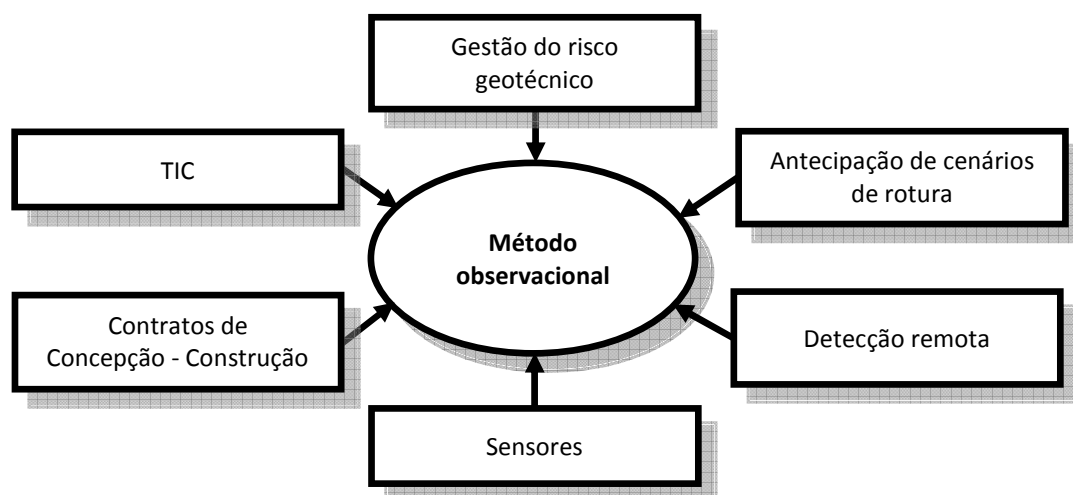 Gestão do risco
geotécnico
TIC
Antecipação de cenários
de rotura
Método
observacional
Contratos de
Concepção - Construção
Detecção remota
Sensores